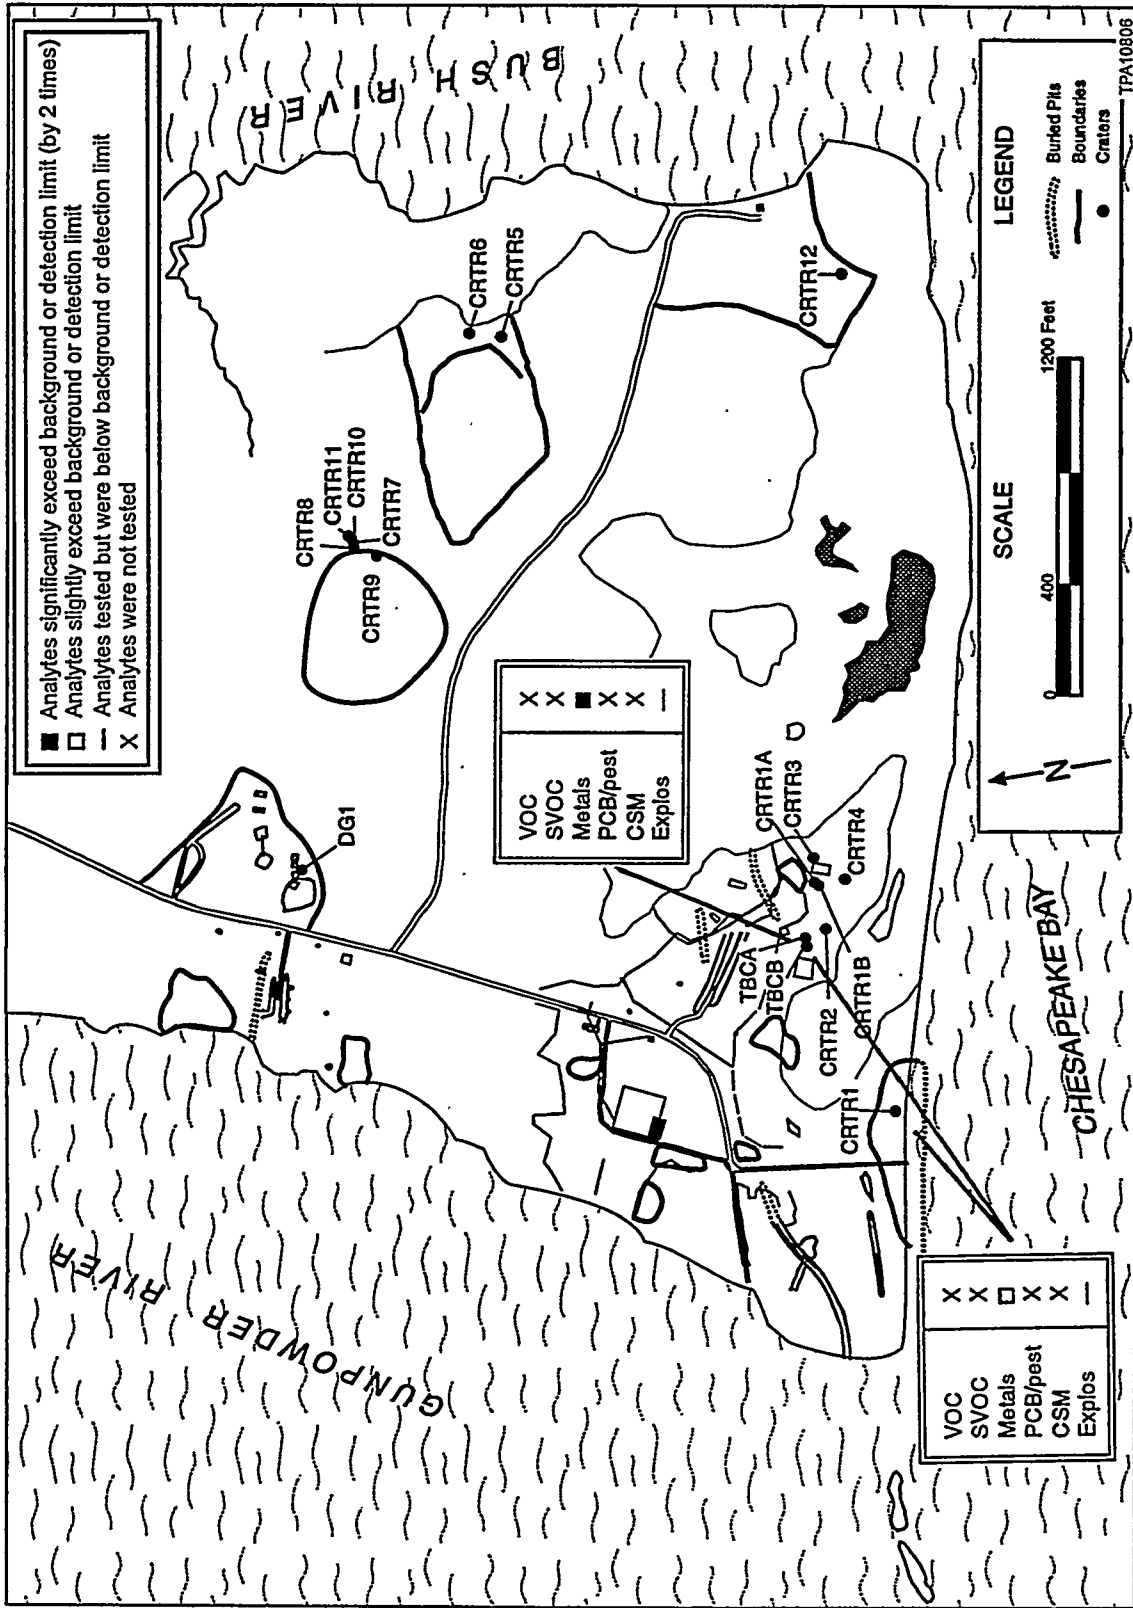 ■ Analytes significantly exceed background or detection limit (by 2 times)
□ Analytes slightly exceed background or detection limit
— Analytes tested but were below background or detection limit
X Analytes were not tested
BUSH RIVER
GUNPOWDER RIVER
CHESAPEAKE BAY
DG1
CRTR8
CRTR11
CRTR10
CRTR7
CRTR9
CRTR6
CRTR5
CRTR12
VOC X
SVOC X
Metals ■
PCB/pest X
CSM X
Explos —
TBCA
TBCB
CRTR2
CRTR1B
CRTR1A
CRTR3
CRTR4
CRTR1
VOC X
SVOC X
Metals □
PCB/pest X
CSM X
Explos —
N
SCALE
0 400 1200 Feet
LEGEND
Buried Pits
Boundaries
Craters
TPA10806